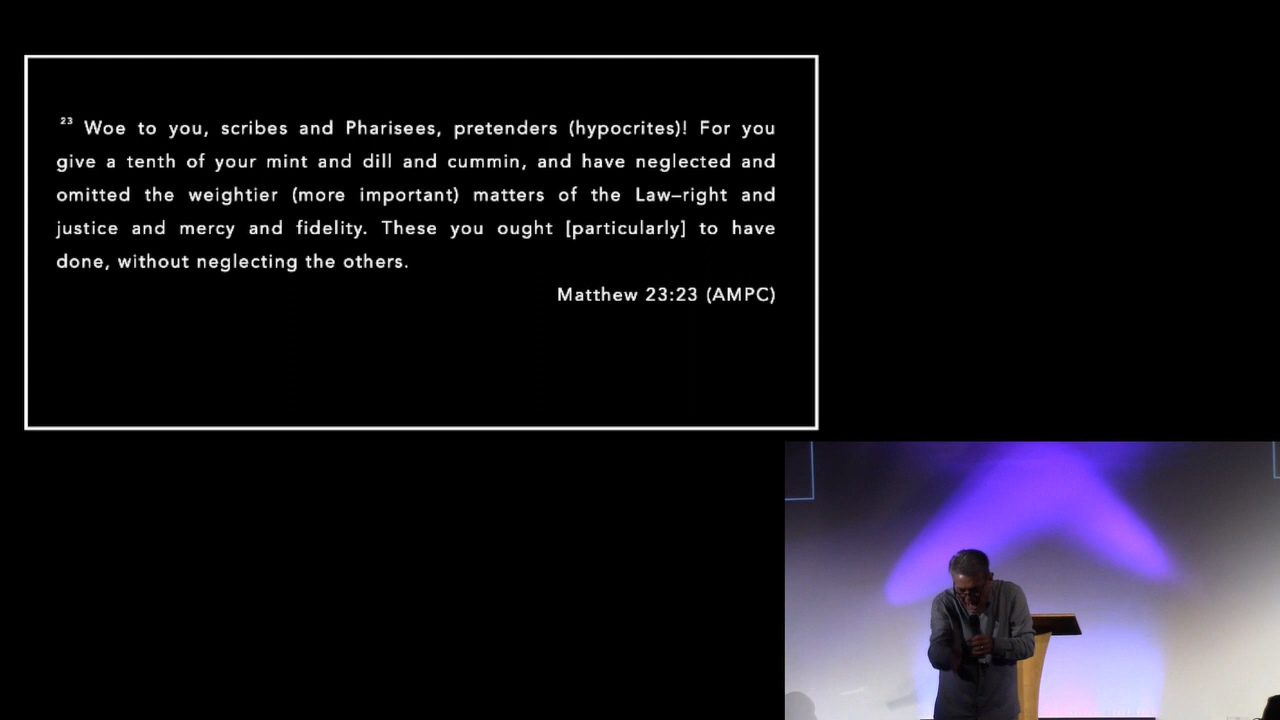 23 Woe to you, scribes and Pharisees, pretenders (hypocrites)! For you
give a tenth of your mint and dill and cummin, and have neglected and
omitted the weightier (more important) matters of the Law–right and
justice and mercy and fidelity. These you ought [particularly] to have
done, without neglecting the others.
Matthew 23:23 (AMPC)